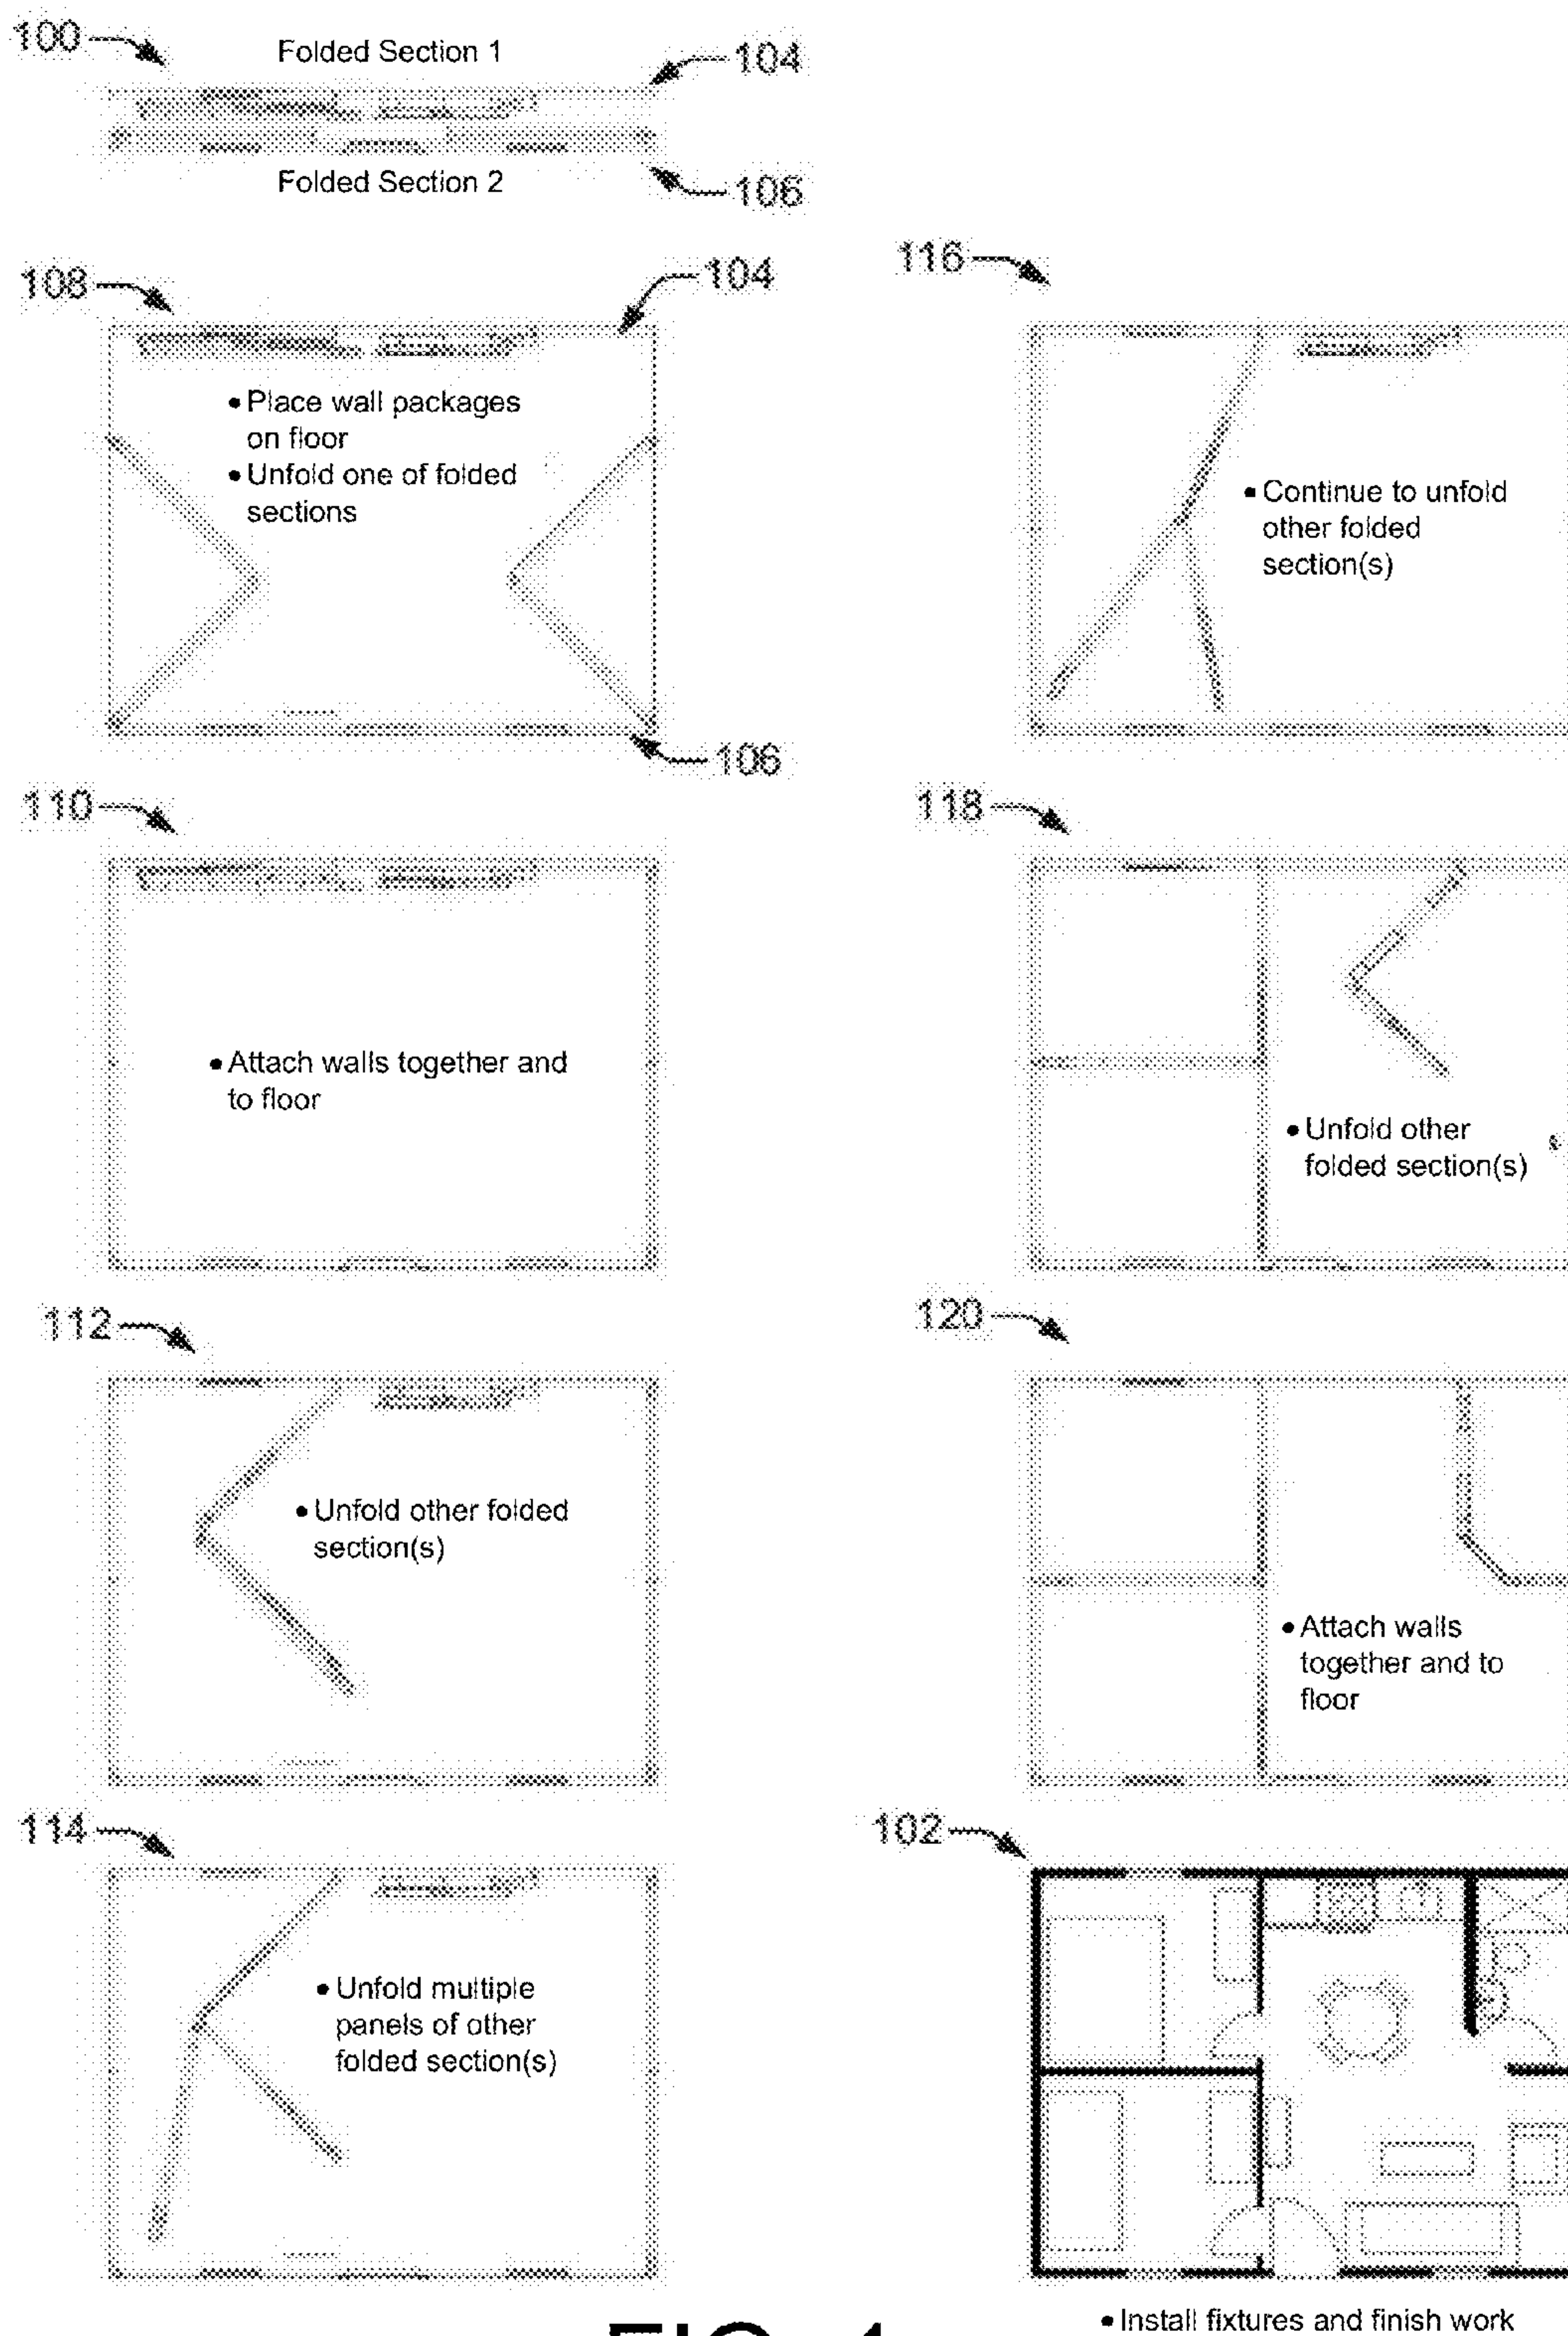 100
Folded Section 1
104
Folded Section 2
106
108
104
• Place wall packages
on floor
• Unfold one of folded
sections
106
110
• Attach walls together and
to floor
112
• Unfold other folded
section(s)
114
• Unfold multiple
panels of other
folded section(s)
116
• Continue to unfold
other folded
section(s)
118
• Unfold other
folded section(s)
120
• Attach walls
together and to
floor
102
• Install fixtures and finish work